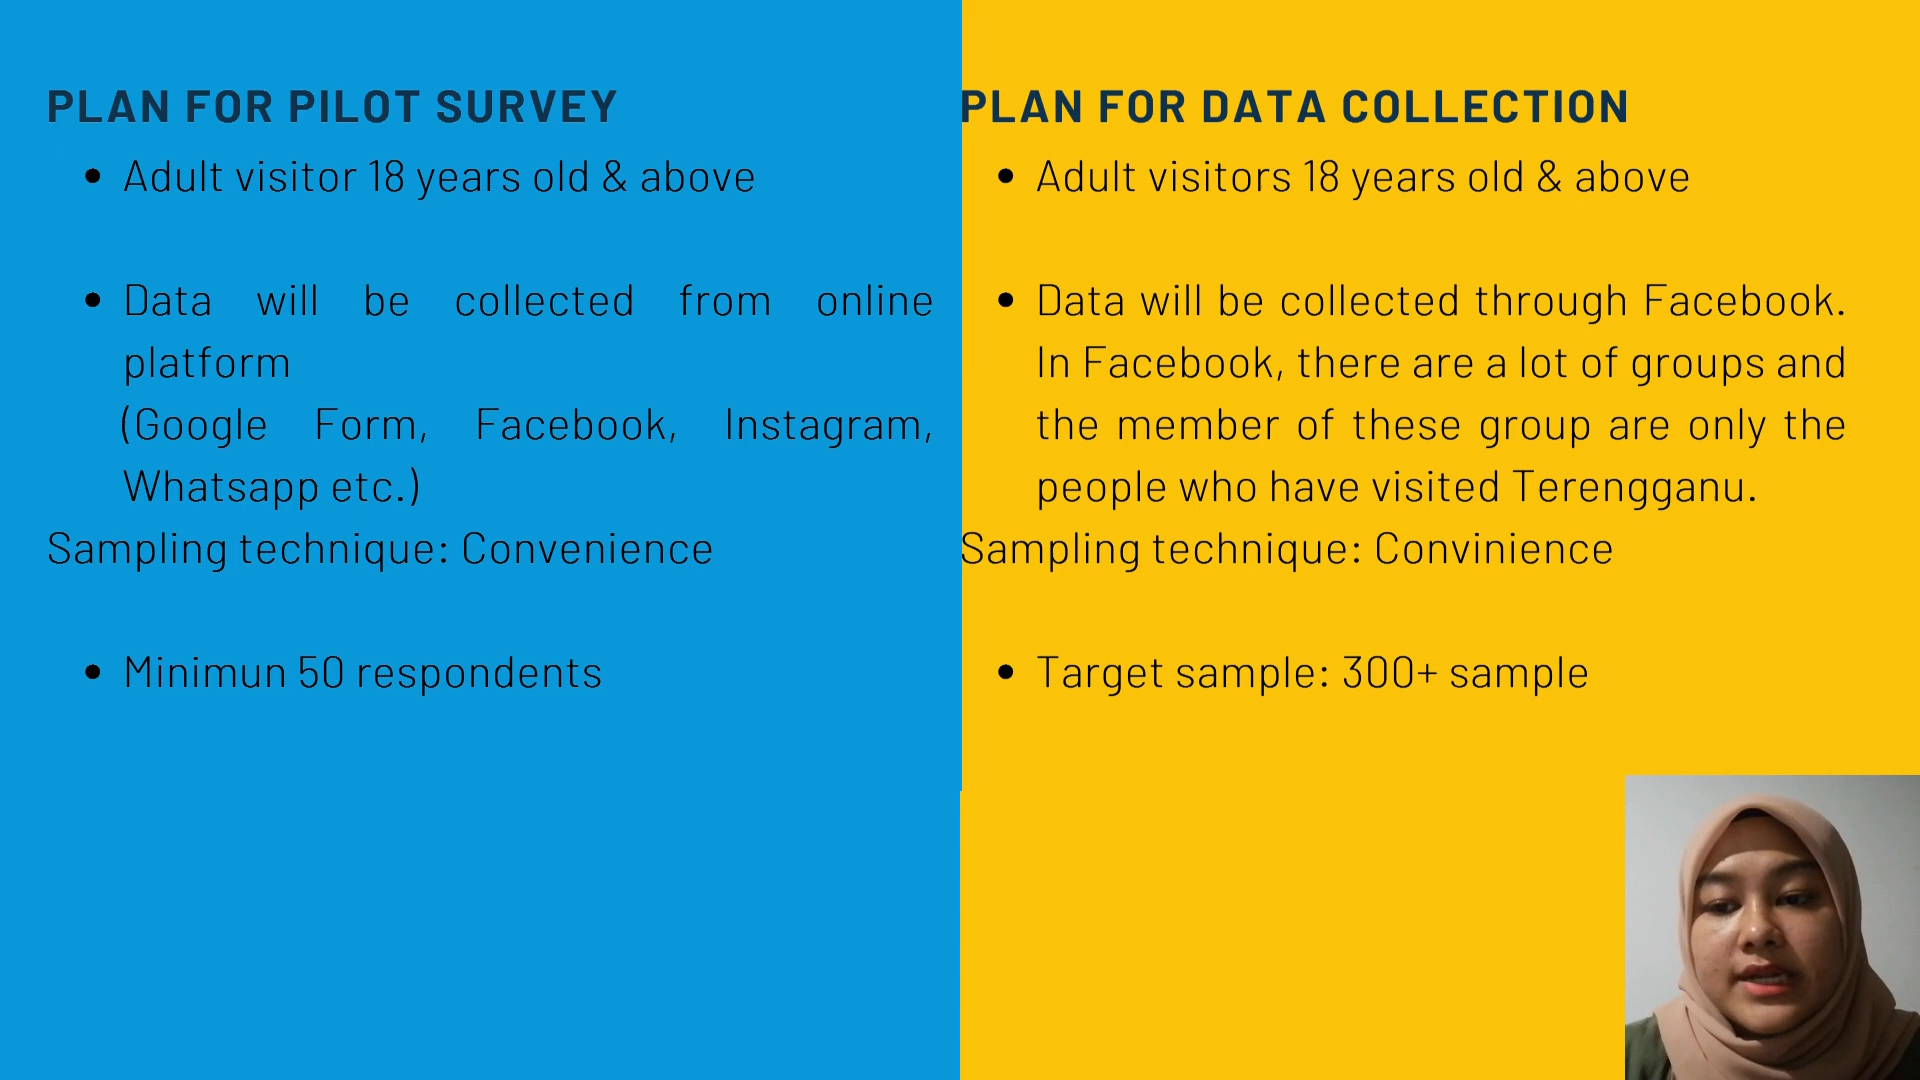 PLAN FOR PILOT SURVEY
• Adult visitor 18 years old & above
• Data will be collected from online
platform
(Google Form, Facebook, Instagram,
Whatsapp etc.)
Sampling technique: Convenience
• Minimun 50 respondents
PLAN FOR DATA COLLECTION
• Adult visitors 18 years old & above
• Data will be collected through Facebook.
In Facebook, there are a lot of groups and
the member of these group are only the
people who have visited Terengganu.
Sampling technique: Convinience
• Target sample: 300+ sample